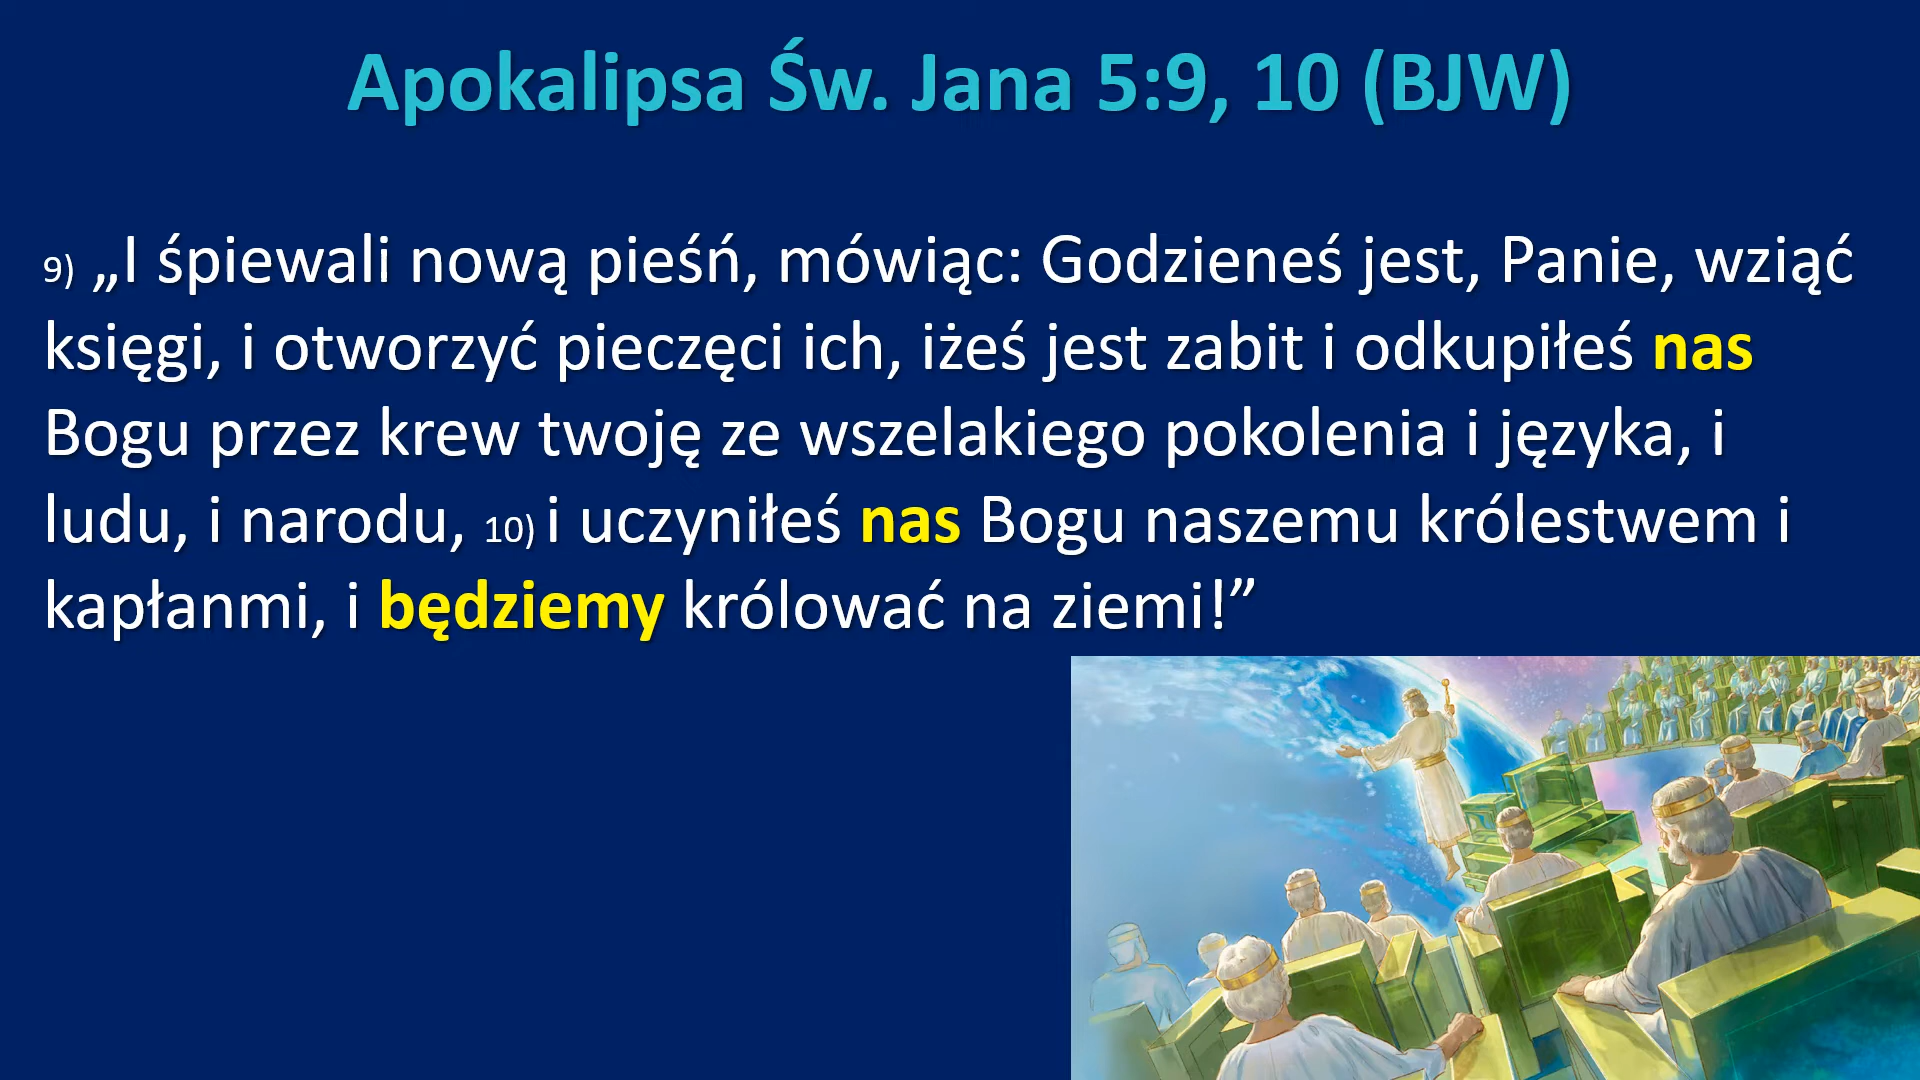 Apokalipsa Św. Jana 5:9, 10 (BJW)
9) „I śpiewali nową pieśń, mówiąc: Godzieneś jest, Panie, wziąć
księgi, i otworzyć pieczęci ich, iżeś jest zabit i odkupiłeś nas
Bogu przez krew twoję ze wszelakiego pokolenia i języka, i
ludu, i narodu, 10) i uczyniłeś nas Bogu naszemu królestwem i
kapłanmi, i będziemy królować na ziemi!”